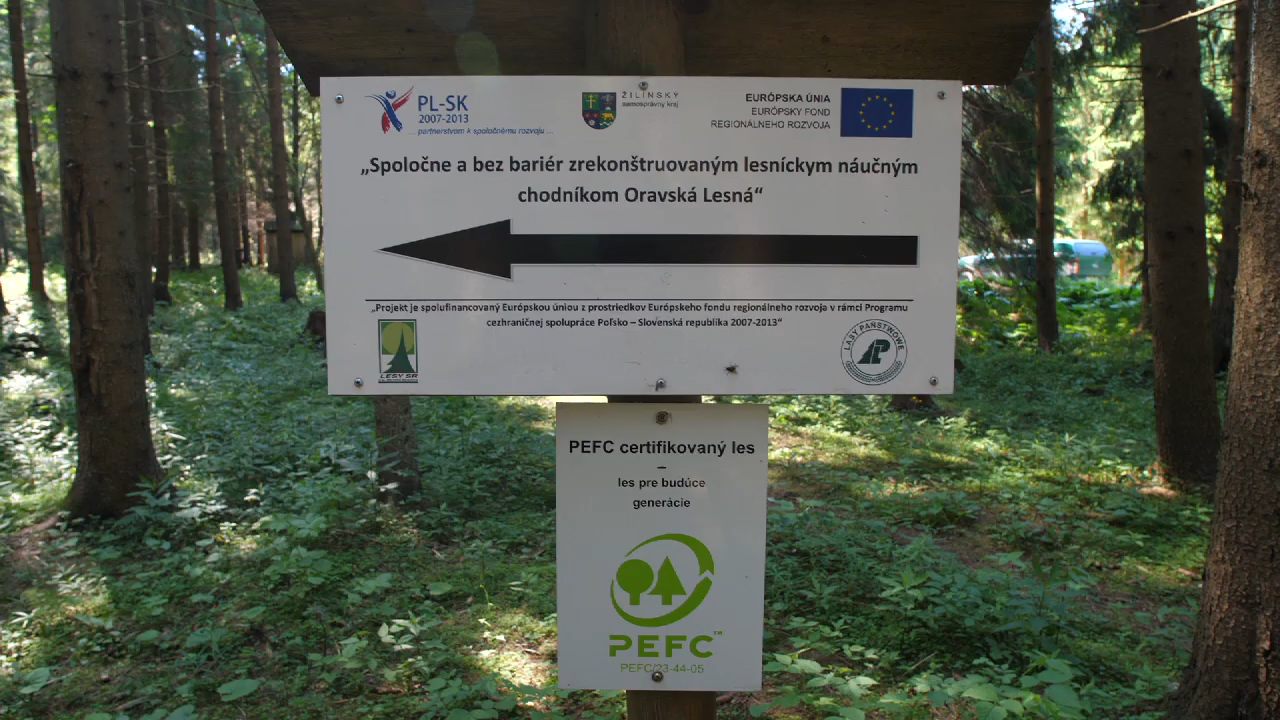 PL-SK
2007-2013
... partnerstvom k spoločnému rozvoju ...
ŽILINSKÝ
samosprávny kraj
EURÓPSKA ÚNIA
EURÓPSKY FOND
REGIONÁLNEHO ROZVOJA
„Spoločne a bez bariér zrekonštruovaným lesníckym náučným
chodníkom Oravská Lesná“
„Projekt je spolufinancovaný Európskou úniou z prostriedkov Európskeho fondu regionálneho rozvoja v rámci Programu
cezhraničnej spolupráce Poľsko – Slovenská republika 2007-2013“
LESY SR
LASY PAŃSTWOWE
PEFC certifikovaný les
–
les pre budúce
generácie
PEFC™
PEFC/23-44-05